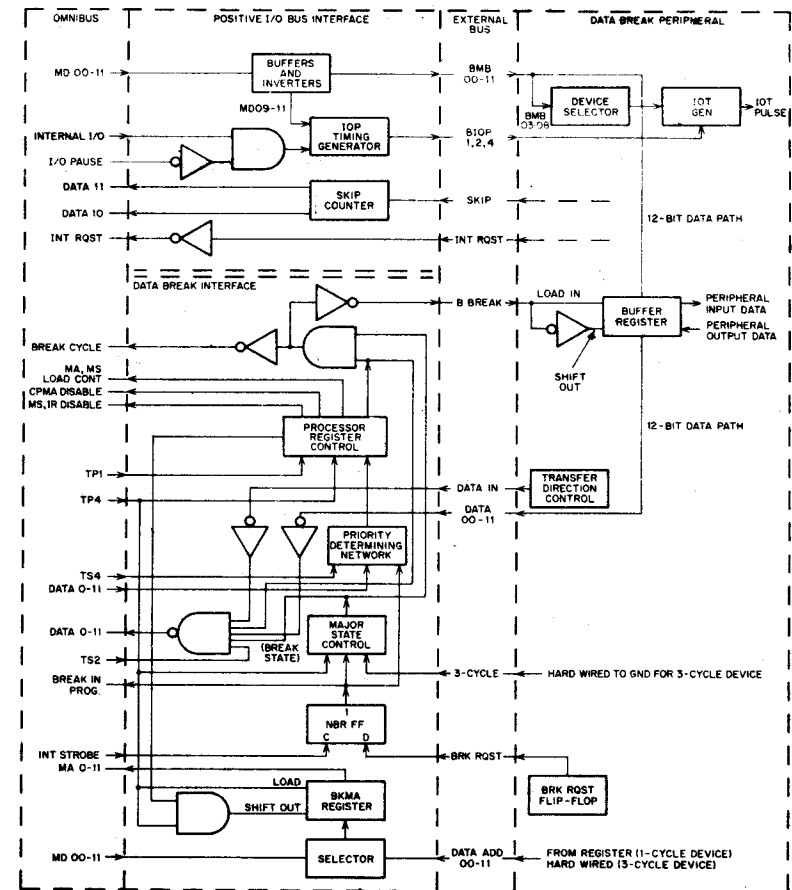 OMNIBUS
POSITIVE I/O BUS INTERFACE
EXTERNAL
BUS
DATA BREAK PERIPHERAL
MD 00-11
BUFFERS
AND
INVERTERS
BMB
00-11
MD09-11
BMB
03-08
DEVICE
SELECTOR
IOT
GEN
IOT
PULSE
INTERNAL I/O
IOP
TIMING
GENERATOR
BIOP
1,2,4
I/O PAUSE
DATA 11
SKIP
COUNTER
SKIP
DATA 10
12-BIT DATA PATH
INT RQST
INT RQST
DATA BREAK INTERFACE
B BREAK
LOAD IN
BUFFER
REGISTER
PERIPHERAL
INPUT DATA
PERIPHERAL
OUTPUT DATA
SHIFT
OUT
BREAK CYCLE
MA, MS
LOAD CONT
CPMA DISABLE
MS, IR DISABLE
PROCESSOR
REGISTER
CONTROL
12-BIT DATA PATH
TP1
TP4
DATA IN
TRANSFER
DIRECTION
CONTROL
DATA
00-11
PRIORITY
DETERMINING
NETWORK
TS4
DATA 0-11
DATA 0-11
MAJOR
STATE
CONTROL
(BREAK
STATE)
TS2
BREAK IN
PROG.
3-CYCLE
HARD WIRED TO GND FOR 3-CYCLE DEVICE
NBR FF
C D
INT STROBE
BRK RQST
MA 0-11
BRK RQST
FLIP-FLOP
LOAD
BKMA
REGISTER
SHIFT OUT
MD 00-11
SELECTOR
DATA ADD
00-11
FROM REGISTER (1-CYCLE DEVICE)
HARD WIRED (3-CYCLE DEVICE)